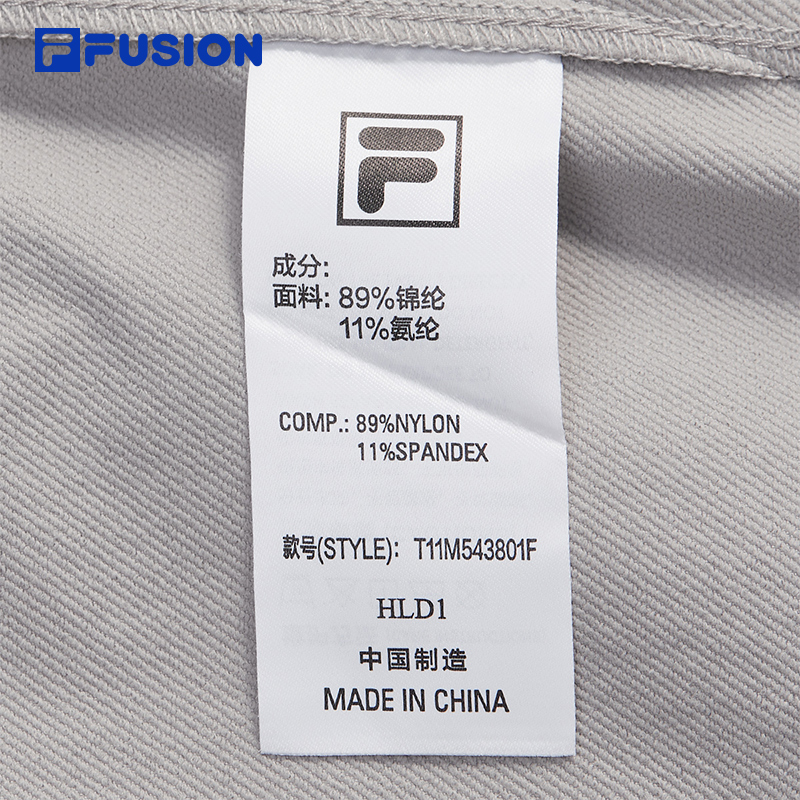 FUSION
成分:
面料: 89%锦纶
11%氨纶
COMP.: 89%NYLON
11%SPANDEX
款号(STYLE): T11M543801F
HLD1
中国制造
MADE IN CHINA